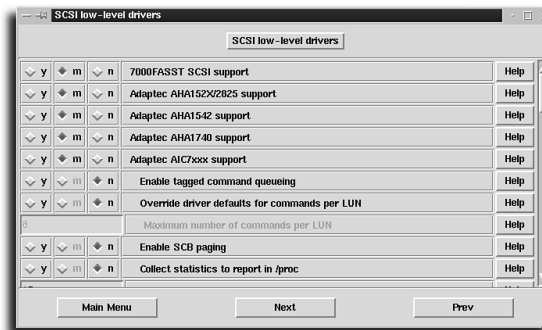 SCSI low-level drivers
SCSI low-level drivers
y m n 7000FASST SCSI support Help
y m n Adaptec AHA152X/2825 support Help
y m n Adaptec AHA1542 support Help
y m n Adaptec AHA1740 support Help
y m n Adaptec AIC7xxx support Help
y m n Enable tagged command queueing Help
y m n Override driver defaults for commands per LUN Help
8 Maximum number of commands per LUN Help
y m n Enable SCB paging Help
y m n Collect statistics to report in /proc Help
Main Menu Next Prev